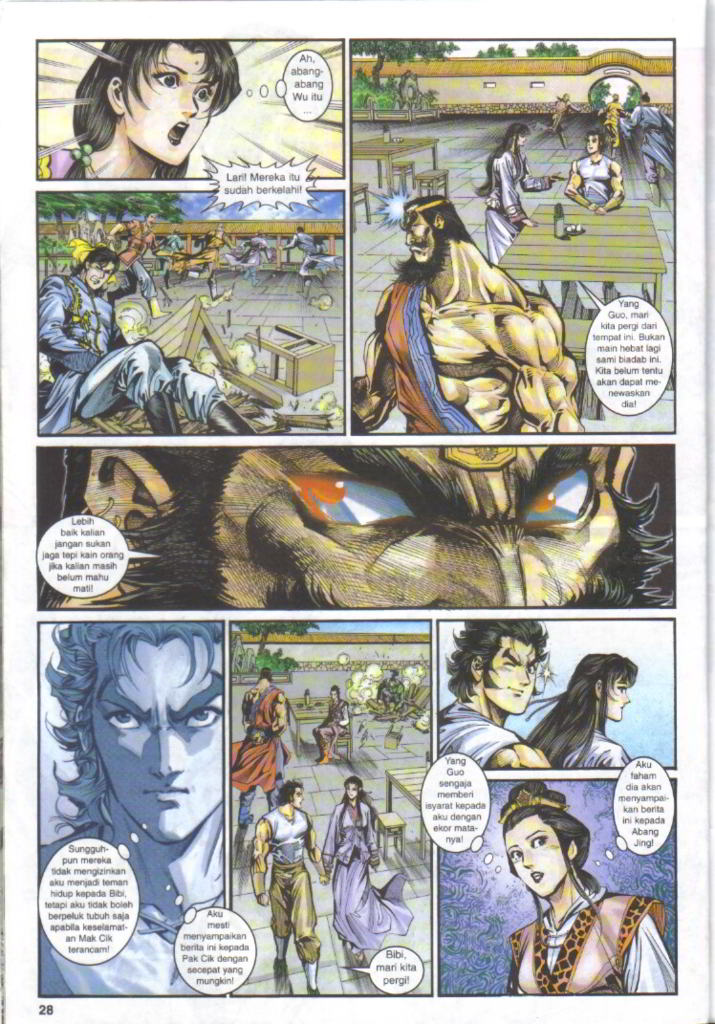 Ah,
abang-
abang
Wu itu
...
Lari! Mereka itu
sudah berkelahi!
Yang
Guo, mari
kita pergi dari
tempat ini. Bukan
main hebat lagi
sami biadab ini.
Kita belum tentu
akan dapat me-
newaskan
dia!
Lebih
baik kalian
jangan sukan
jaga tepi kain orang
jika kalian masih
belum mahu
mati!
Sungguh-
pun mereka
tidak mengizinkan
aku menjadi teman
hidup kepada Bibi,
tetapi aku tidak boleh
berpeluk tubuh saja
apabila keselamat-
an Mak Cik
terancam!
Aku
mesti
menyampaikan
berita ini kepada
Pak Cik dengan
secepat yang
mungkin!
Bibi,
mari kita
pergi!
Yang
Guo
sengaja
memberi
isyarat kepada
aku dengan
ekor mata-
nya!
Aku
faham
dia akan
menyampai-
kan berita
ini kepada
Abang
Jing!
28